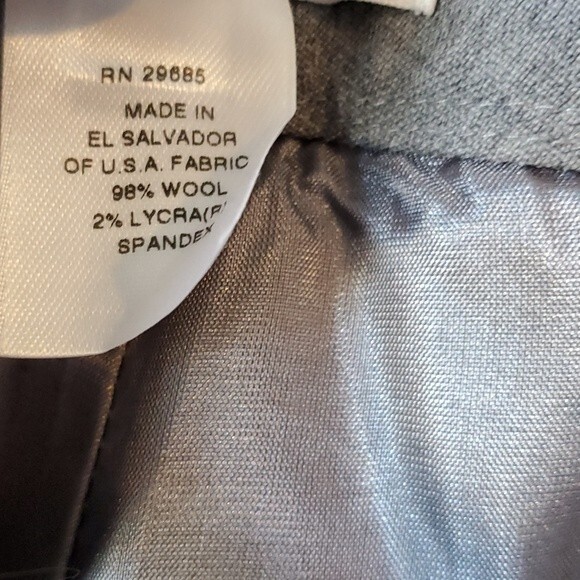 RN 29685
MADE IN
EL SALVADOR
OF U.S.A. FABRIC
98% WOOL
2% LYCRA(R)
SPANDEX